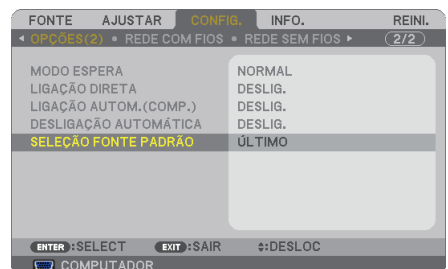 FONTE AJUSTAR CONFIG. INFO. REINI.
OPÇÕES(2) • REDE COM FIOS • REDE SEM FIOS 2/2
MODO ESPERA NORMAL
LIGAÇÃO DIRETA DESLIG.
LIGAÇÃO AUTOM.(COMP.) DESLIG.
DESLIGAÇÃO AUTOMÁTICA DESLIG.
SELEÇÃO FONTE PADRÃO ÚLTIMO
ENTER :SELECT EXIT :SAIR :DESLOC
COMPUTADOR